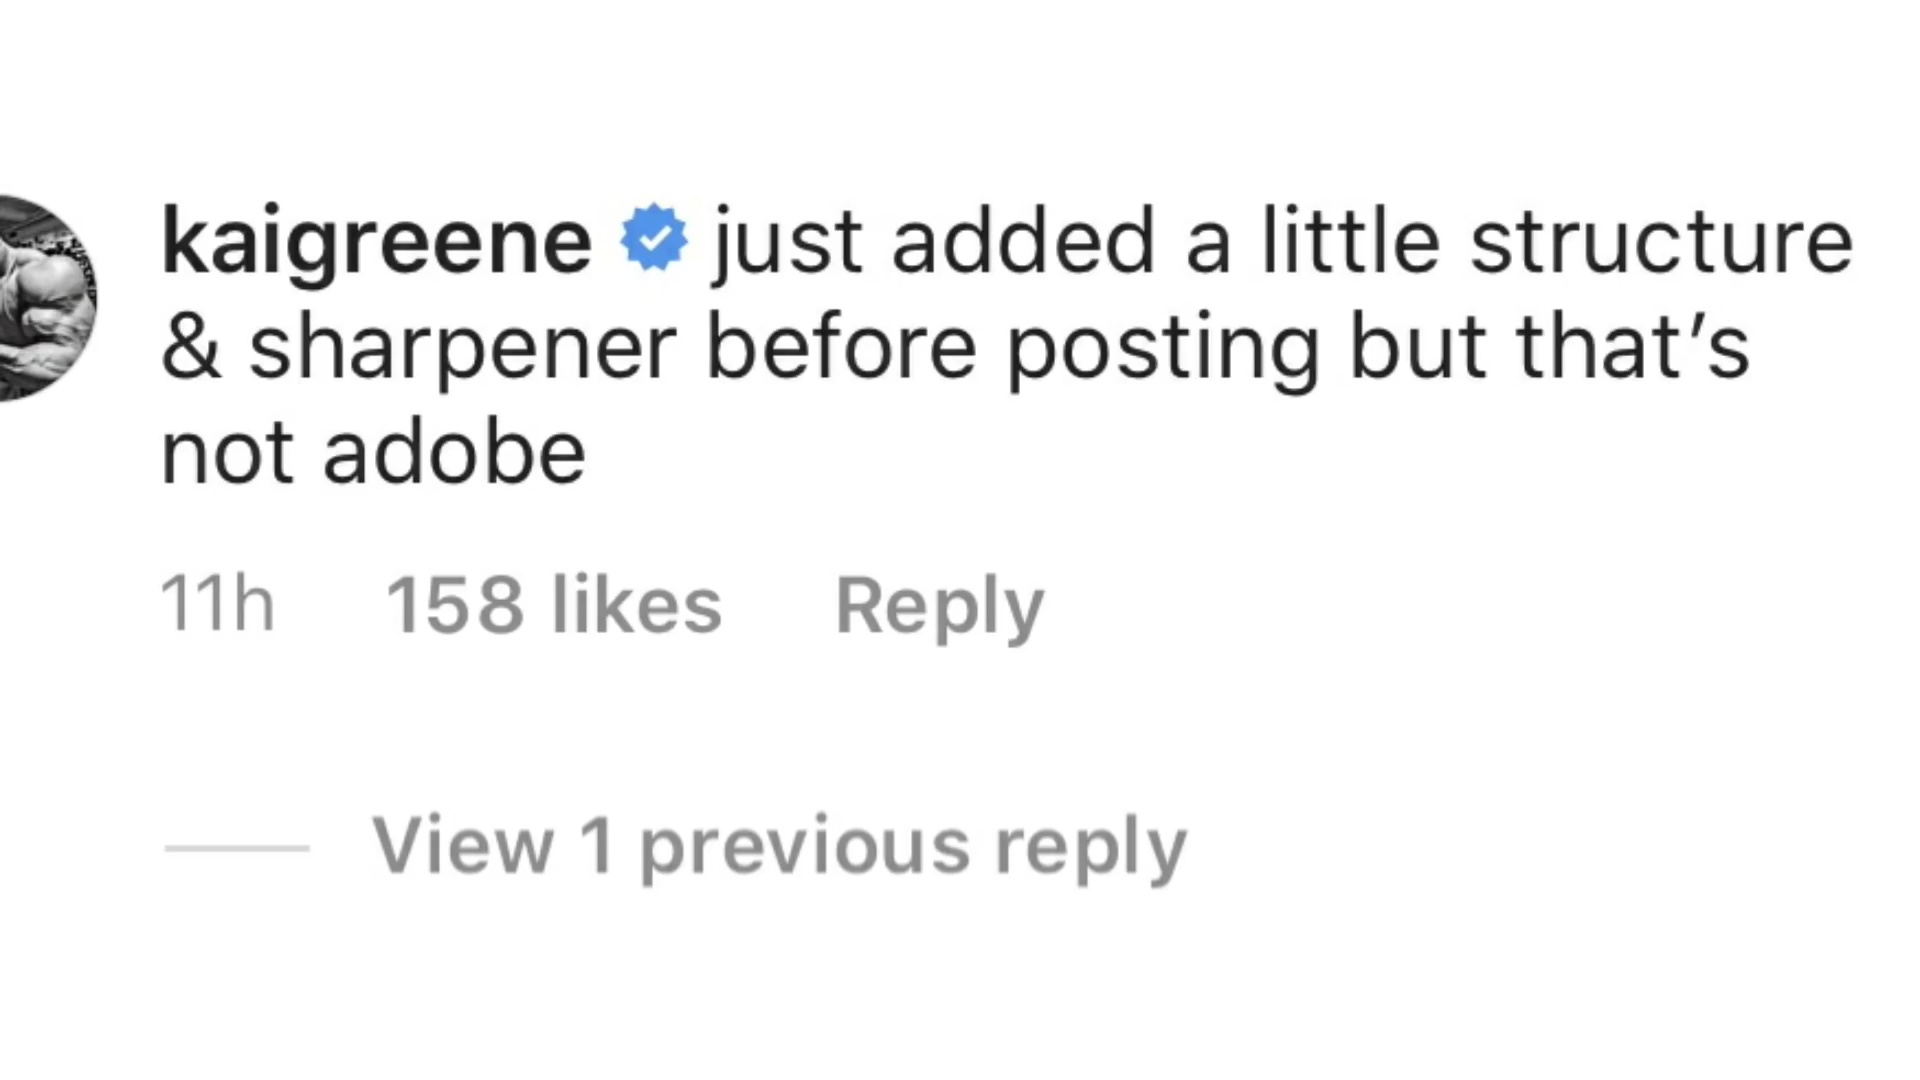 kaigreene just added a little structure
& sharpener before posting but that’s
not adobe
11h 158 likes Reply
View 1 previous reply